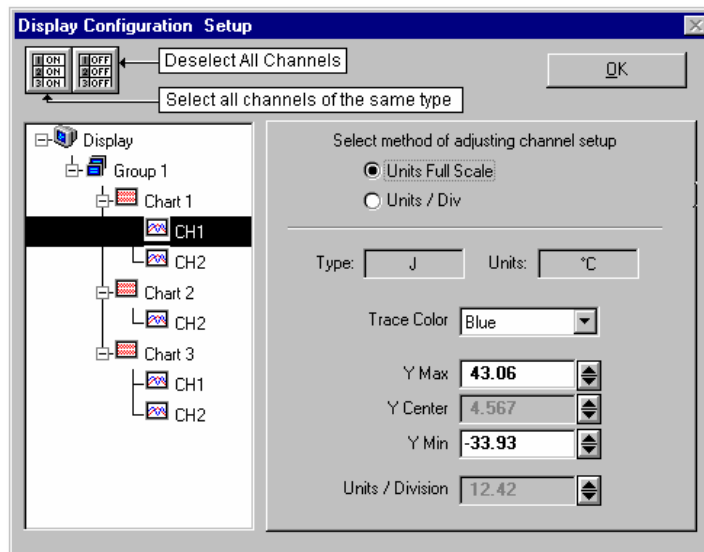 Display Configuration Setup
1 ON
2 ON
3 ON
1 OFF
2 OFF
3 OFF
Deselect All Channels
Select all channels of the same type
OK
Display
Group 1
Chart 1
CH1
CH2
Chart 2
CH2
Chart 3
CH1
CH2
Select method of adjusting channel setup
Units Full Scale
Units / Div
Type: J Units: °C
Trace Color Blue
Y Max 43.06
Y Center 4.567
Y Min -33.93
Units / Division 12.42